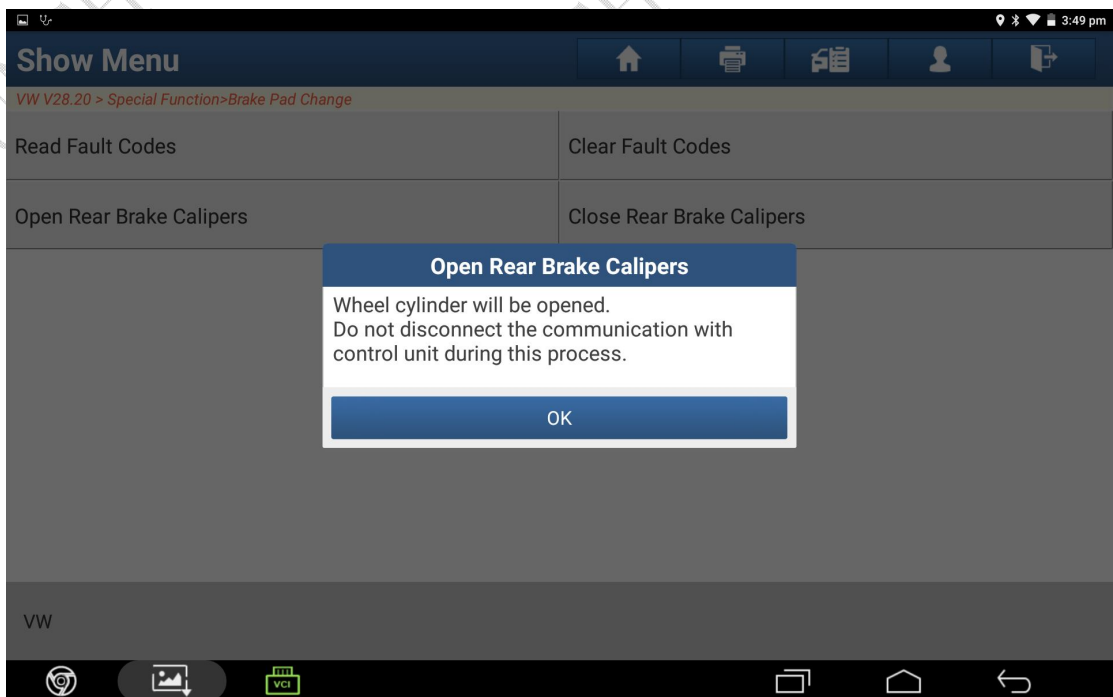 3:49 pm
Show Menu
VW V28.20 > Special Function>Brake Pad Change
Read Fault Codes
Clear Fault Codes
Open Rear Brake Calipers
Close Rear Brake Calipers
Open Rear Brake Calipers
Wheel cylinder will be opened.
Do not disconnect the communication with
control unit during this process.
OK
VW
VCI